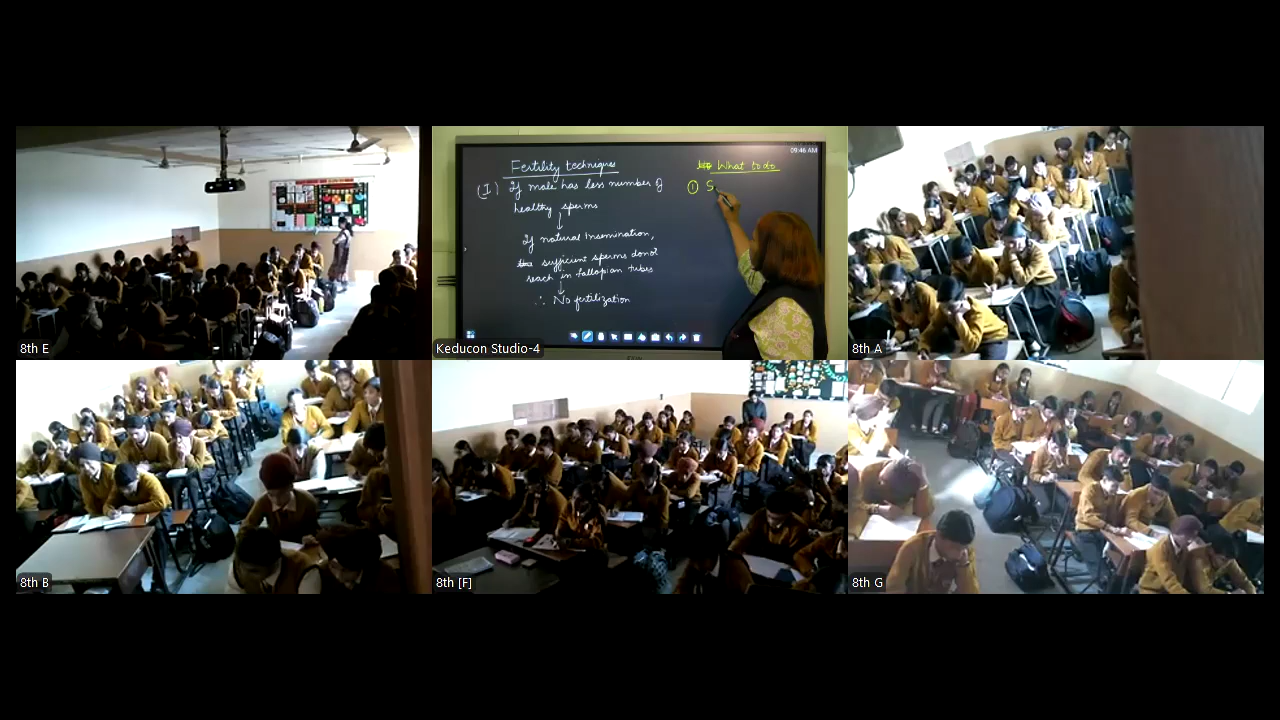 8th E
Fertility techniques
(I) If male has less number of
healthy sperms
If natural insemination,
sufficient sperms donot
reach in fallopian tubes
∴ No fertilization
What to do
① S
09:46 AM
Keducon Studio-4
8th A
8th B
8th [F]
8th G